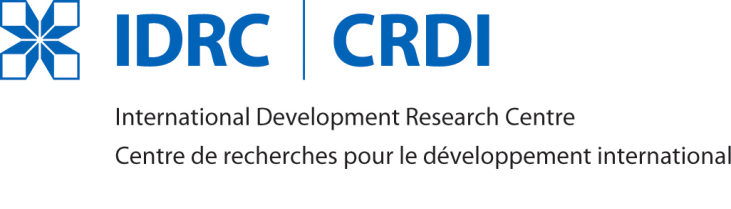 IDRC | CRDI
International Development Research Centre
Centre de recherches pour le développement international